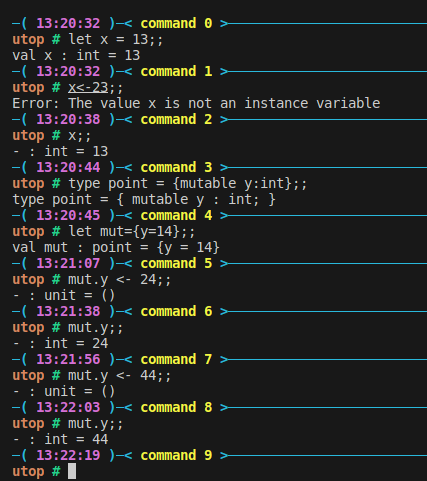 ─( 13:20:32 )─< command 0 >─
utop # let x = 13;;
val x : int = 13
─( 13:20:32 )─< command 1 >─
utop # x<-23;;
Error: The value x is not an instance variable
─( 13:20:38 )─< command 2 >─
utop # x;;
- : int = 13
─( 13:20:44 )─< command 3 >─
utop # type point = {mutable y:int};;
type point = { mutable y : int; }
─( 13:20:45 )─< command 4 >─
utop # let mut={y=14};;
val mut : point = {y = 14}
─( 13:21:07 )─< command 5 >─
utop # mut.y <- 24;;
- : unit = ()
─( 13:21:38 )─< command 6 >─
utop # mut.y;;
- : int = 24
─( 13:21:56 )─< command 7 >─
utop # mut.y <- 44;;
- : unit = ()
─( 13:22:03 )─< command 8 >─
utop # mut.y;;
- : int = 44
─( 13:22:19 )─< command 9 >─
utop #